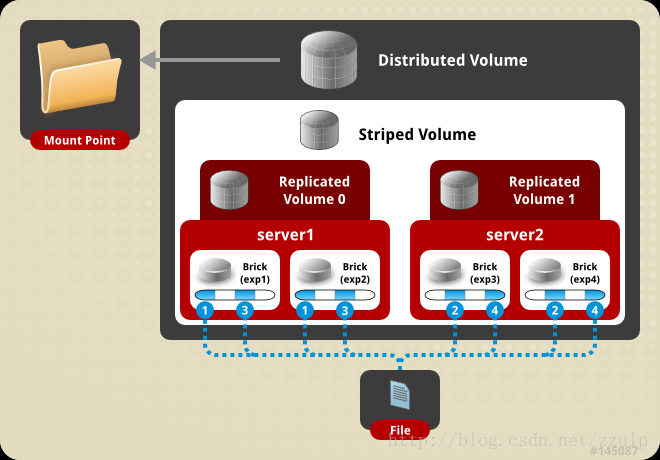 Distributed Volume
Mount Point
Striped Volume
Replicated
Volume 0
Replicated
Volume 1
server1
server2
Brick
(exp1)
Brick
(exp2)
Brick
(exp3)
Brick
(exp4)
1 3 1 3 2 4 2 4
File
http://blog.csdn.net/zzulp
#145087